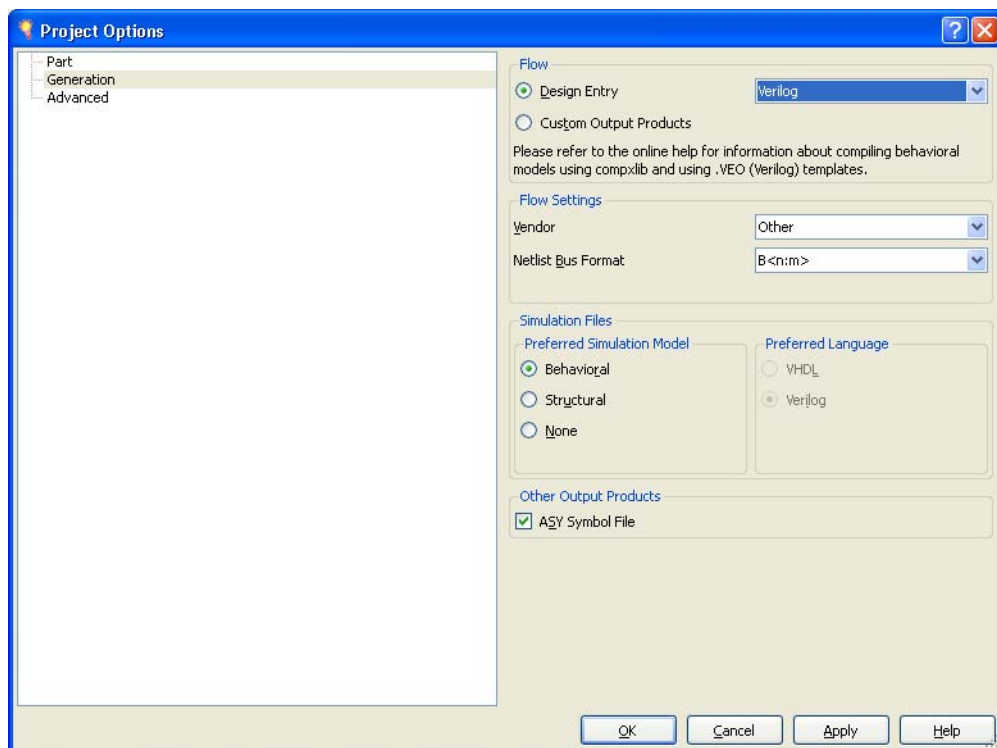 Project Options
Part
Generation
Advanced
Flow
Design Entry
Verilog
Custom Output Products
Please refer to the online help for information about compiling behavioral
models using compxlib and using .VEO (Verilog) templates.
Flow Settings
Vendor
Other
Netlist Bus Format
B<n:m>
Simulation Files
Preferred Simulation Model
Behavioral
Structural
None
Preferred Language
VHDL
Verilog
Other Output Products
ASY Symbol File
OK
Cancel
Apply
Help